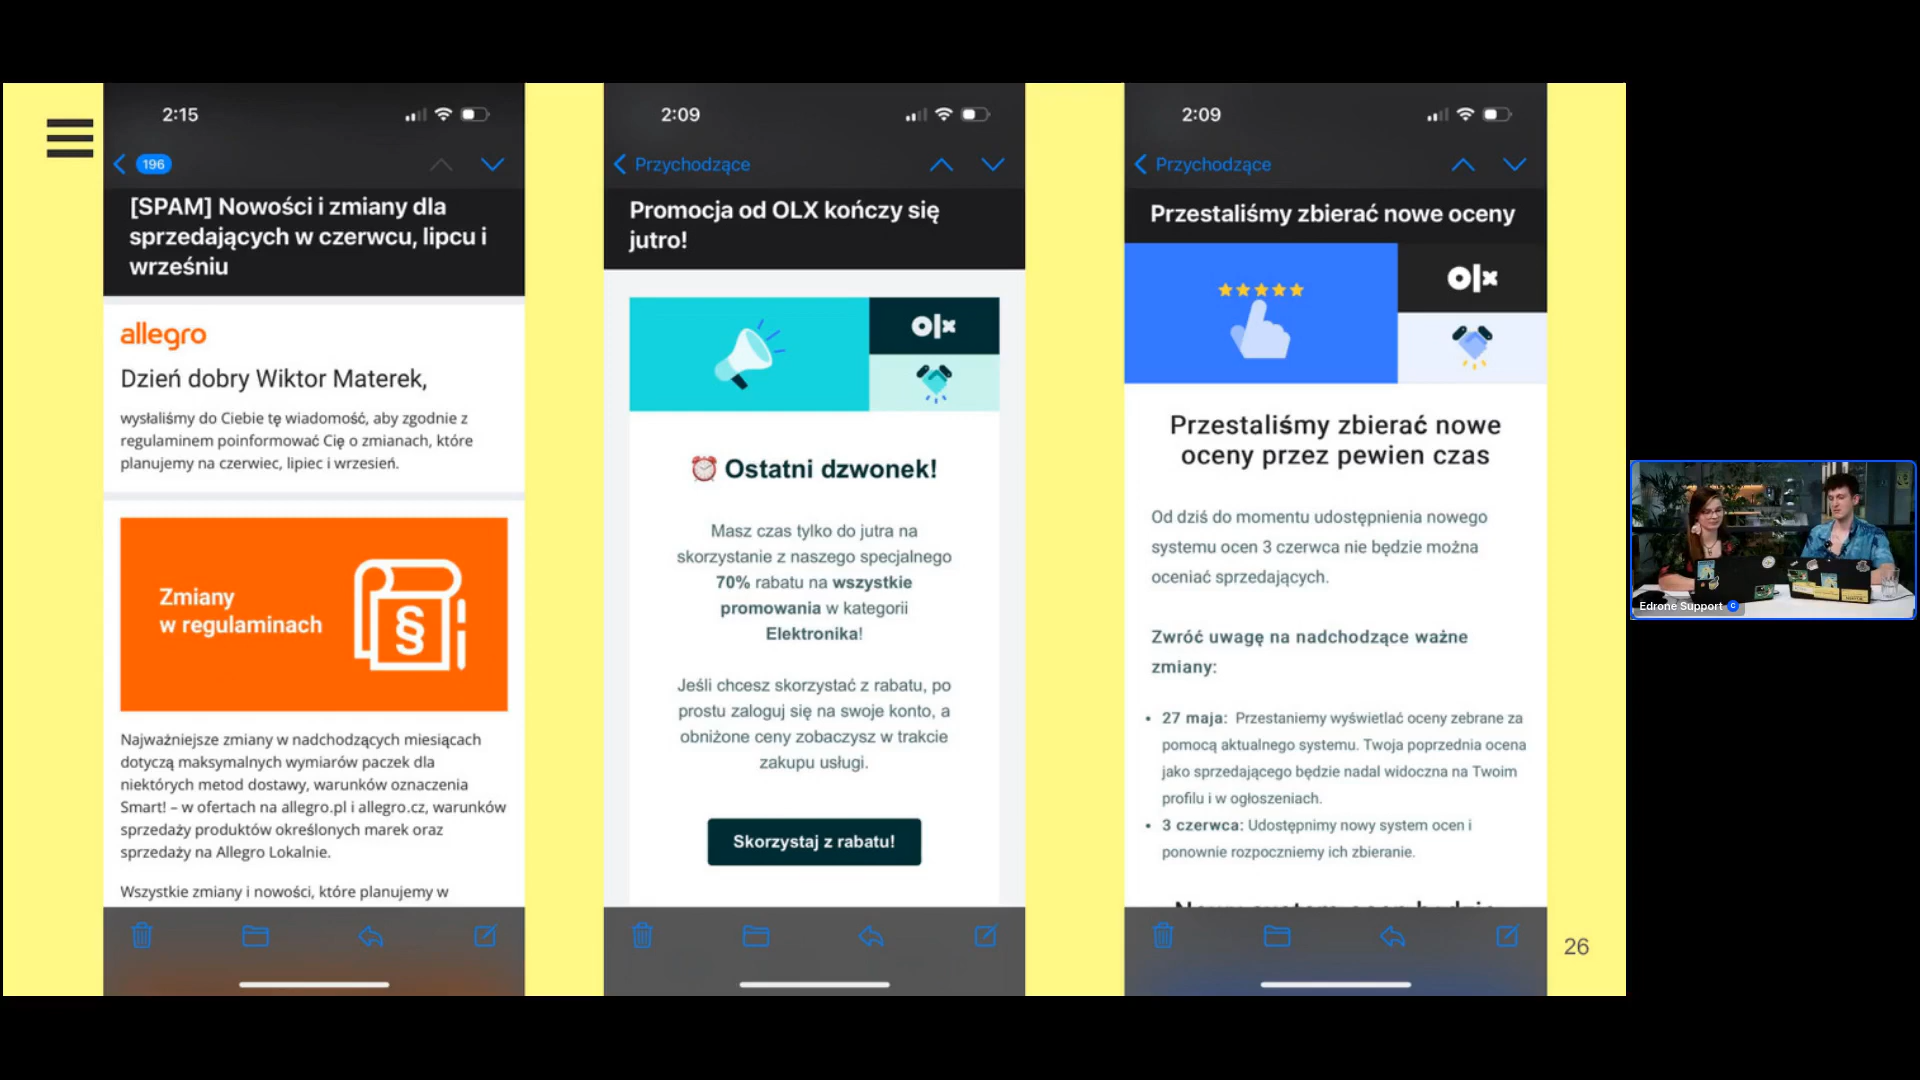 2:15
196
[SPAM] Nowości i zmiany dla
sprzedających w czerwcu, lipcu i
wrześniu
allegro
Dzień dobry Wiktor Materek,
wysłaliśmy do Ciebie tę wiadomość, aby zgodnie z
regulaminem poinformować Cię o zmianach, które
planujemy na czerwiec, lipiec i wrzesień.
Zmiany
w regulaminach
§
Najważniejsze zmiany w nadchodzących miesiącach
dotyczą maksymalnych wymiarów paczek dla
niektórych metod dostawy, warunków oznaczenia
Smart! – w ofertach na allegro.pl i allegro.cz, warunków
sprzedaży produktów określonych marek oraz
sprzedaży na Allegro Lokalnie.
Wszystkie zmiany i nowości, które planujemy w
2:09
Przychodzące
Promocja od OLX kończy się
jutro!
olx
Ostatni dzwonek!
Masz czas tylko do jutra na
skorzystanie z naszego specjalnego
70% rabatu na wszystkie
promowania w kategorii
Elektronika!
Jeśli chcesz skorzystać z rabatu, po
prostu zaloguj się na swoje konto, a
obniżone ceny zobaczysz w trakcie
zakupu usługi.
Skorzystaj z rabatu!
2:09
Przychodzące
Przestaliśmy zbierać nowe oceny
olx
Przestaliśmy zbierać nowe
oceny przez pewien czas
Od dziś do momentu udostępnienia nowego
systemu ocen 3 czerwca nie będzie można
oceniać sprzedających.
Zwróć uwagę na nadchodzące ważne
zmiany:
• 27 maja: Przestaniemy wyświetlać oceny zebrane za
pomocą aktualnego systemu. Twoja poprzednia ocena
jako sprzedającego będzie nadal widoczna na Twoim
profilu i w ogłoszeniach.
• 3 czerwca: Udostępnimy nowy system ocen i
ponownie rozpoczniemy ich zbieranie.
26
Edrone Support